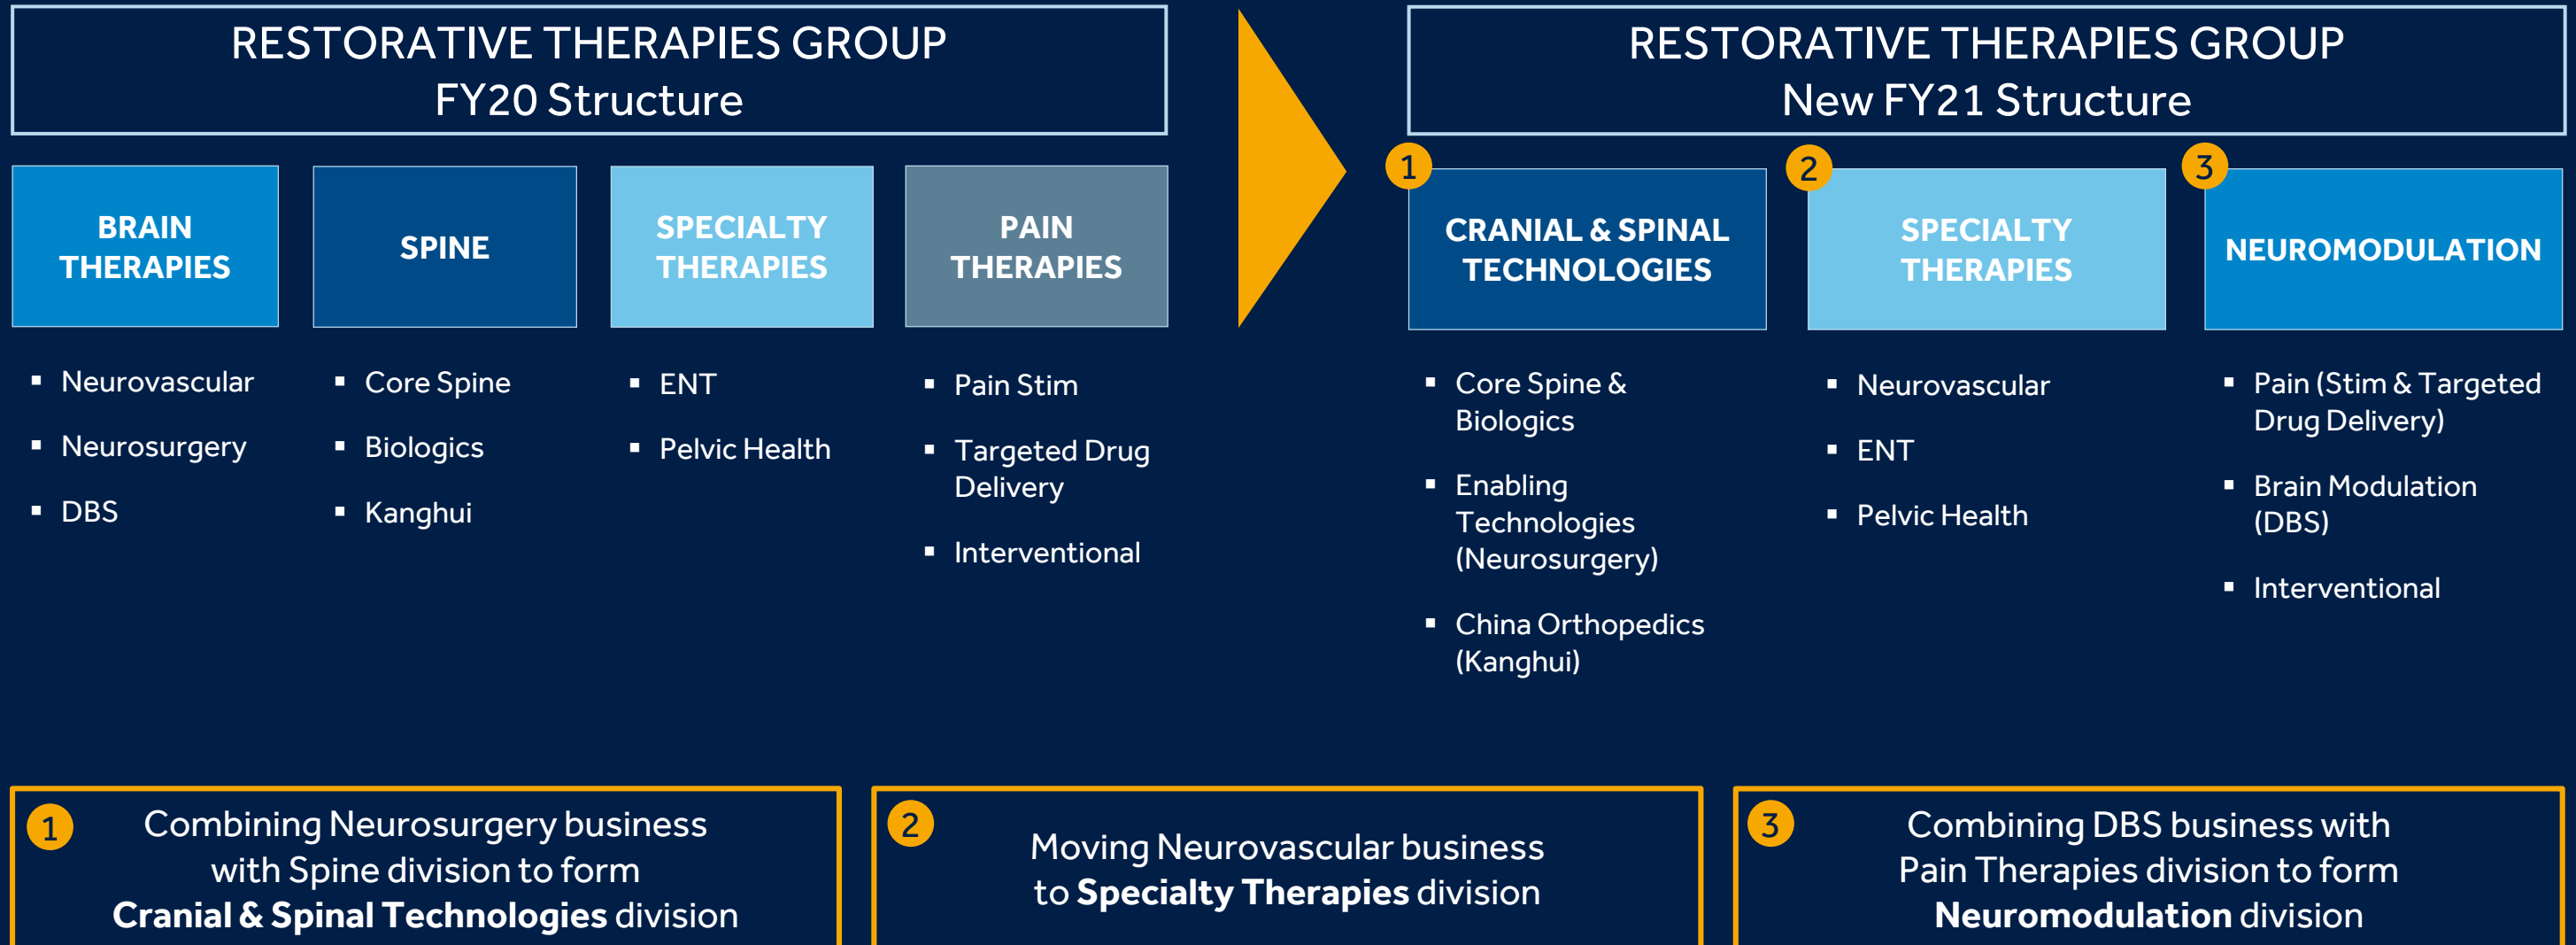 RESTORATIVE THERAPIES GROUP
FY20 Structure
BRAIN
THERAPIES
▪ Neurovascular
▪ Neurosurgery
▪ DBS
SPINE
▪ Core Spine
▪ Biologics
▪ Kanghui
SPECIALTY
THERAPIES
▪ ENT
▪ Pelvic Health
PAIN
THERAPIES
▪ Pain Stim
▪ Targeted Drug
Delivery
▪ Interventional
RESTORATIVE THERAPIES GROUP
New FY21 Structure
1
CRANIAL & SPINAL
TECHNOLOGIES
▪ Core Spine &
Biologics
▪ Enabling
Technologies
(Neurosurgery)
▪ China Orthopedics
(Kanghui)
2
SPECIALTY
THERAPIES
▪ Neurovascular
▪ ENT
▪ Pelvic Health
3
NEUROMODULATION
▪ Pain (Stim & Targeted
Drug Delivery)
▪ Brain Modulation
(DBS)
▪ Interventional
1
Combining Neurosurgery business
with Spine division to form
Cranial & Spinal Technologies division
2
Moving Neurovascular business
to Specialty Therapies division
3
Combining DBS business with
Pain Therapies division to form
Neuromodulation division